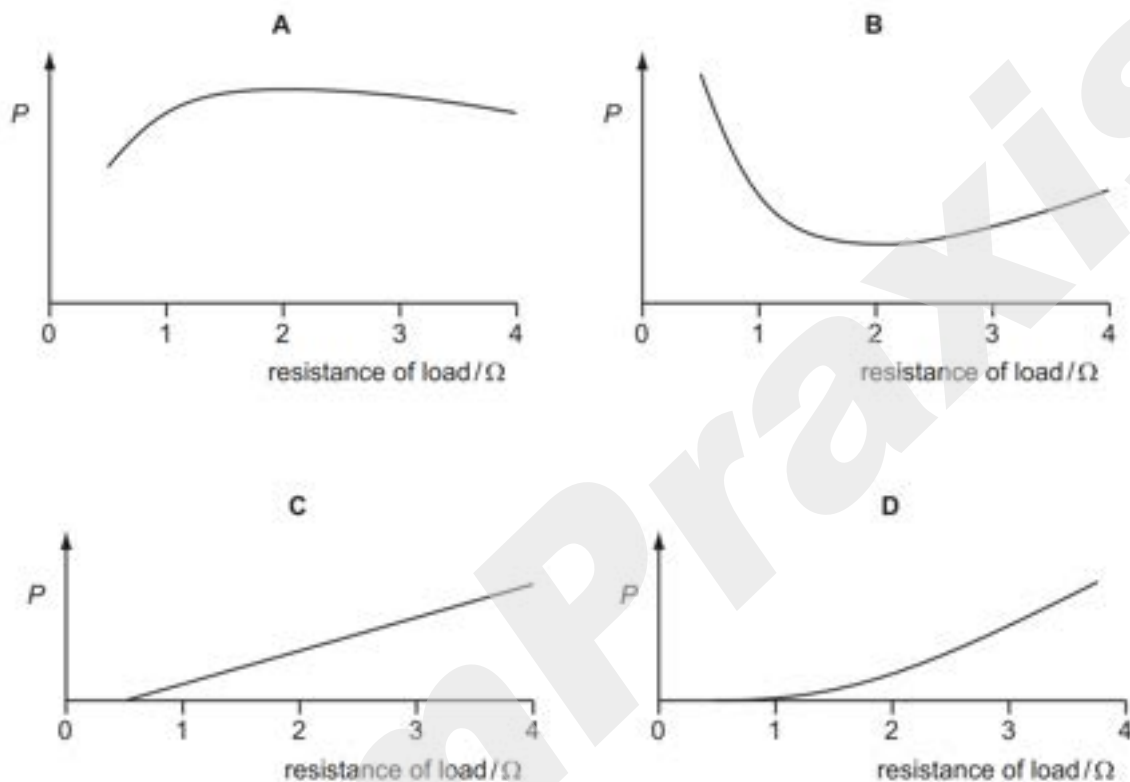 A
B
P
P
0 1 2 3 4
0 1 2 3 4
resistance of load/Ω
resistance of load/Ω
C
D
P
P
0 1 2 3 4
0 1 2 3 4
resistance of load/Ω
resistance of load/Ω
mPraxis